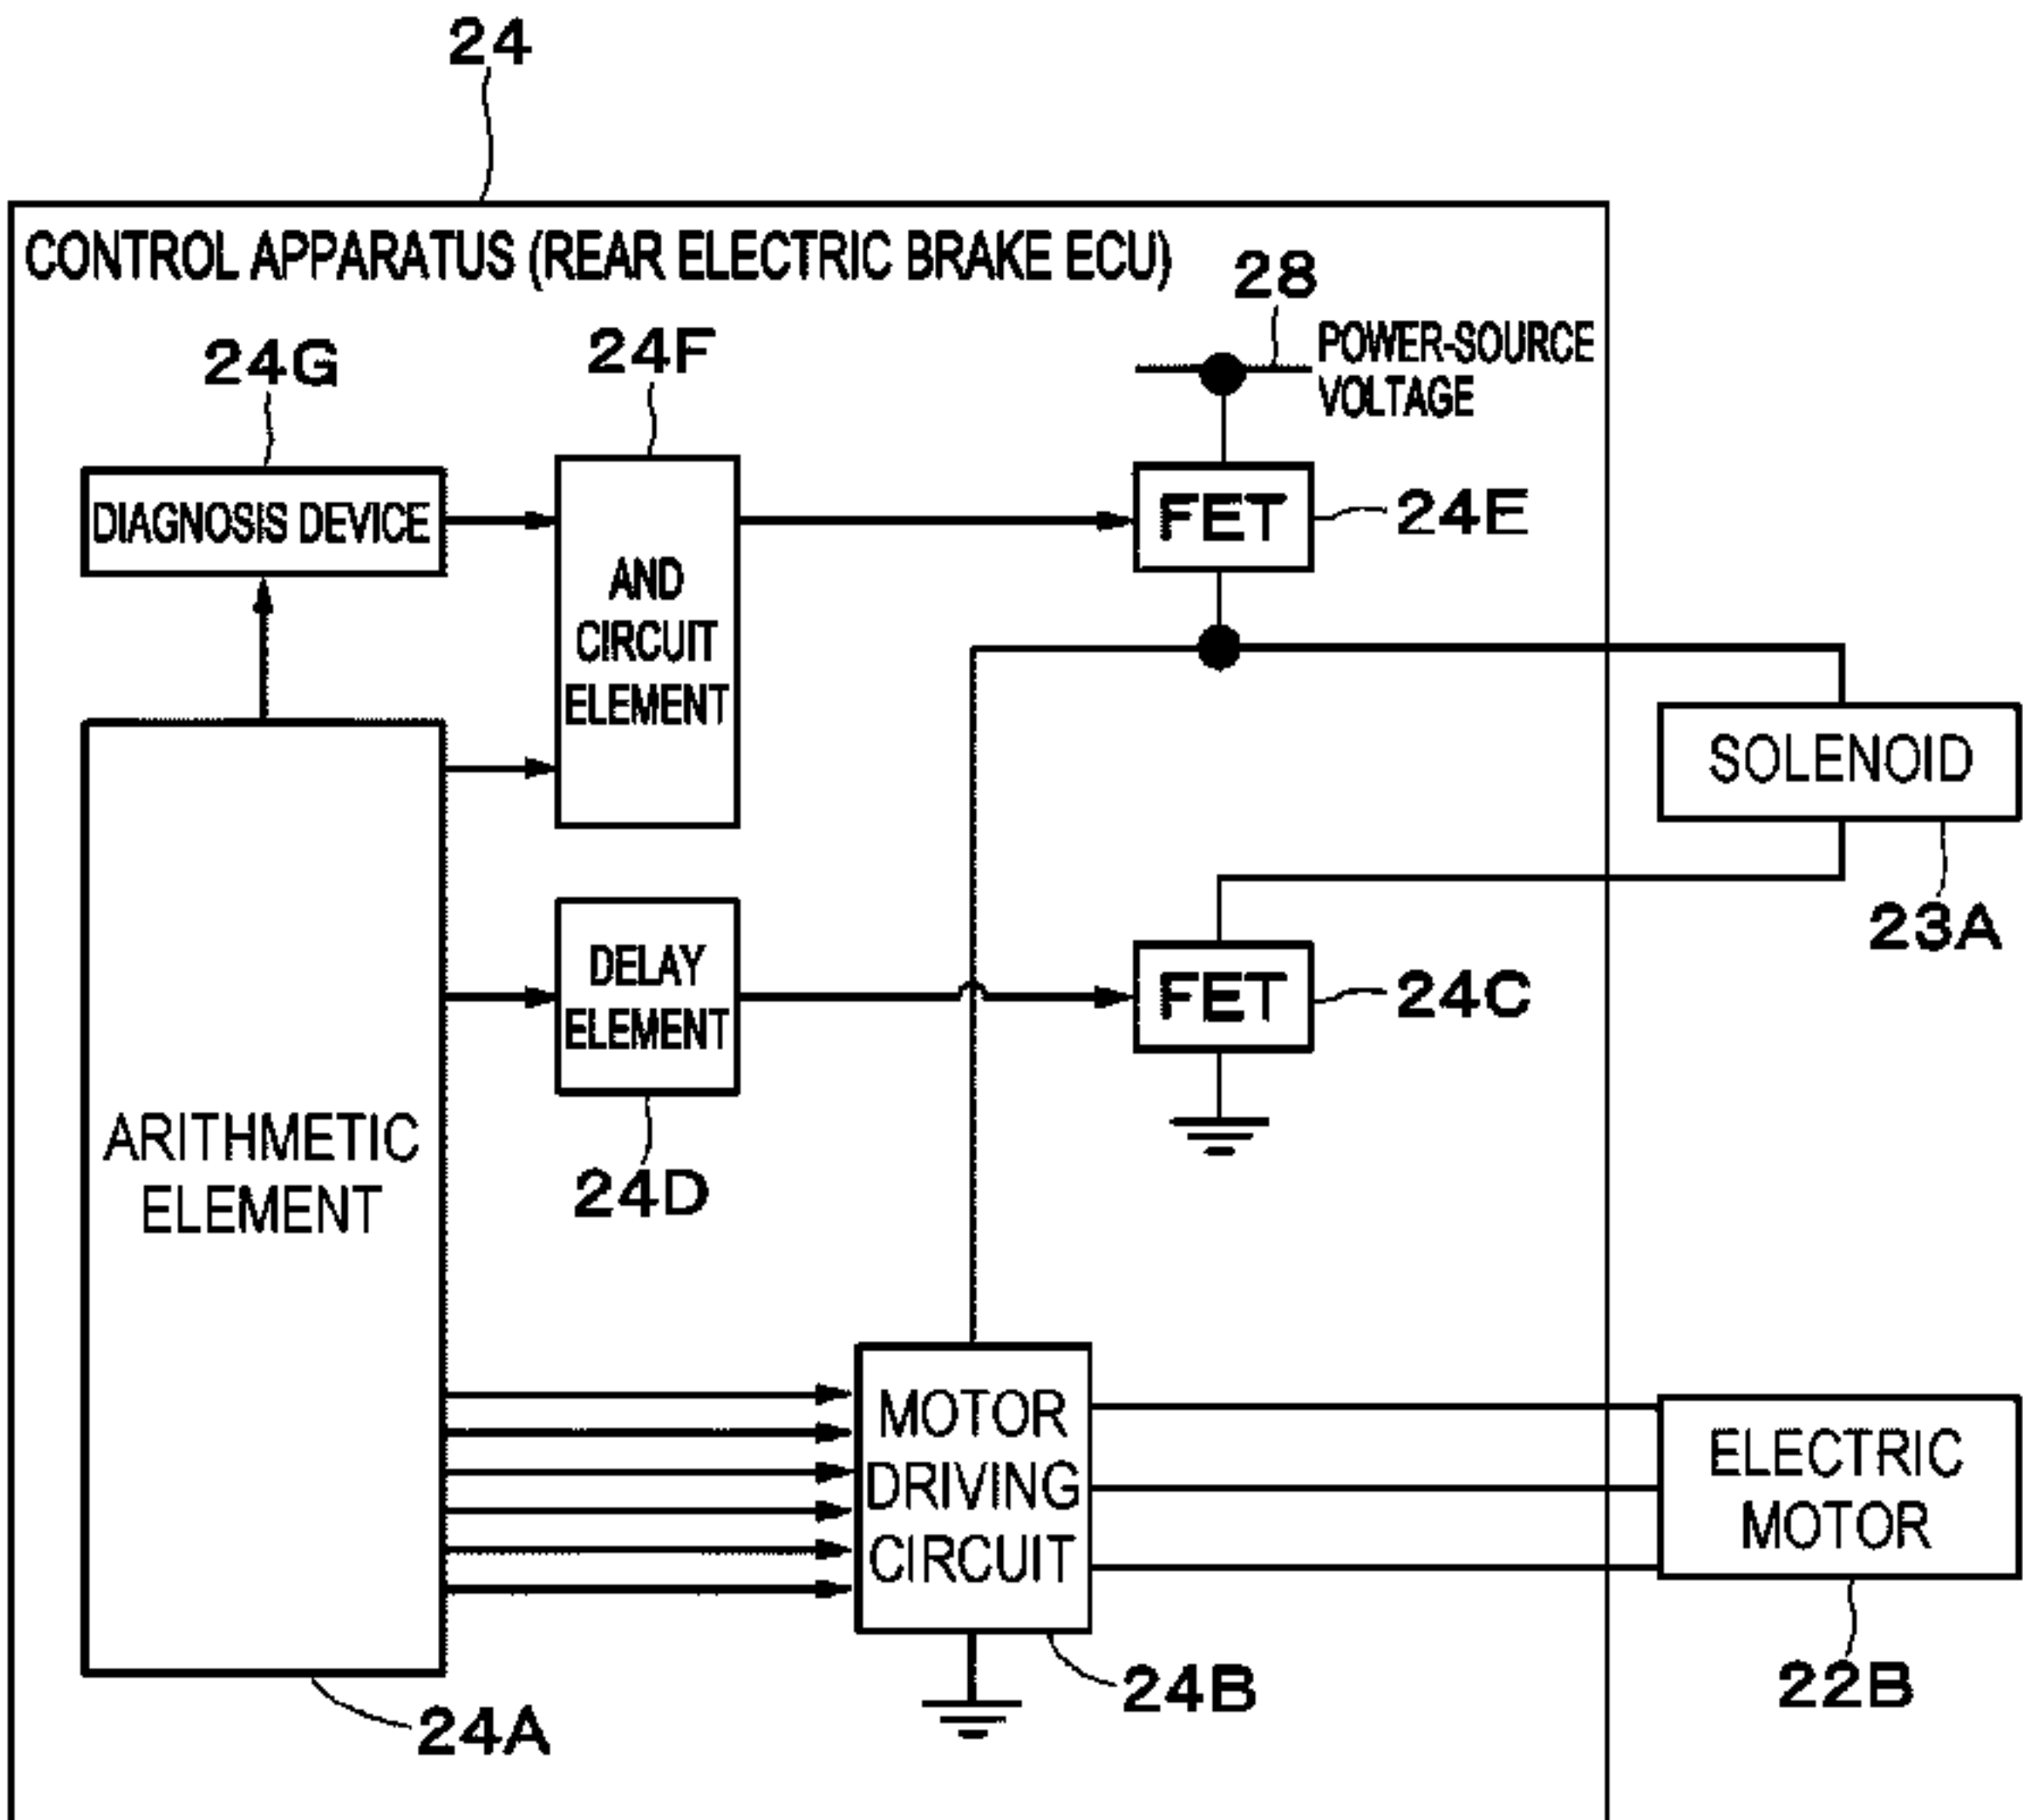 24
CONTROL APPARATUS (REAR ELECTRIC BRAKE ECU)
28
POWER-SOURCE
VOLTAGE
24G
24F
DIAGNOSIS DEVICE
FET
24E
AND
CIRCUIT
ELEMENT
SOLENOID
23A
DELAY
ELEMENT
FET
24C
24D
ARITHMETIC
ELEMENT
MOTOR
DRIVING
CIRCUIT
ELECTRIC
MOTOR
24B
22B
24A